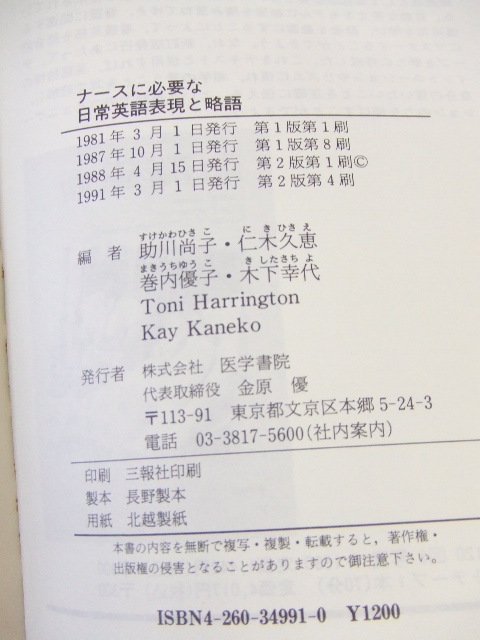 ナースに必要な
日常英語表現と略語
1981年 3月 1日発行 第1版第1刷
1987年10月 1日発行 第1版第8刷
1988年 4月15日発行 第2版第1刷©
1991年 3月 1日発行 第2版第4刷
すけかわひさこ にきひさえ
編者 助川尚子・仁木久恵
まきうちゆうこ きしたさちよ
巻内優子・木下幸代
Toni Harrington
Kay Kaneko
発行者 株式会社 医学書院
代表取締役 金原 優
〒113-91 東京都文京区本郷5-24-3
電話 03-3817-5600(社内案内)
印刷 三報社印刷
製本 長野製本
用紙 北越製紙
本書の内容を無断で複写・複製・転載すると,著作権・
出版権の侵害となることがありますので御注意下さい。
ISBN4-260-34991-0 Y1200